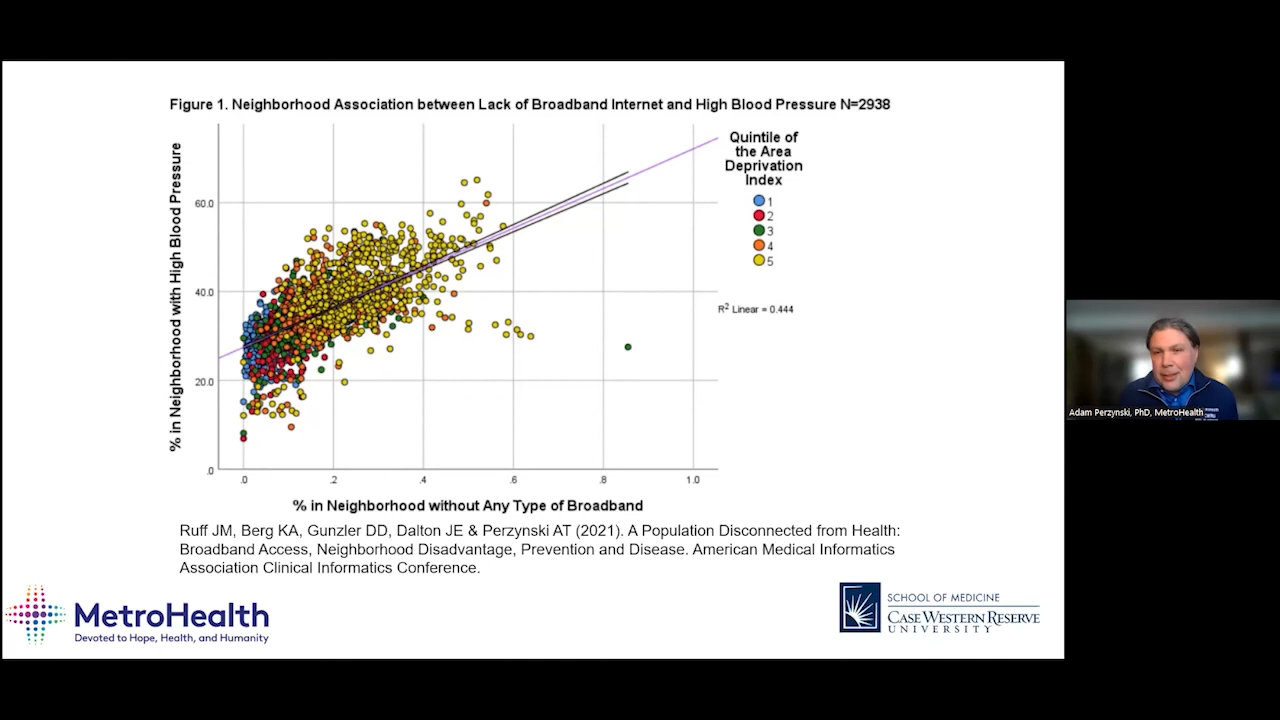 Figure 1. Neighborhood Association between Lack of Broadband Internet and High Blood Pressure N=2938
% in Neighborhood with High Blood Pressure
60.0
40.0
20.0
.0
.0 .2 .4 .6 .8 1.0
% in Neighborhood without Any Type of Broadband
Quintile of
the Area
Deprivation
Index
1
2
3
4
5
R2 Linear = 0.444
Ruff JM, Berg KA, Gunzler DD, Dalton JE & Perzynski AT (2021). A Population Disconnected from Health:
Broadband Access, Neighborhood Disadvantage, Prevention and Disease. American Medical Informatics
Association Clinical Informatics Conference.
MetroHealth
Devoted to Hope, Health, and Humanity
SCHOOL OF MEDICINE
CASE WESTERN RESERVE
UNIVERSITY
Adam Perzynski, PhD, MetroHealth